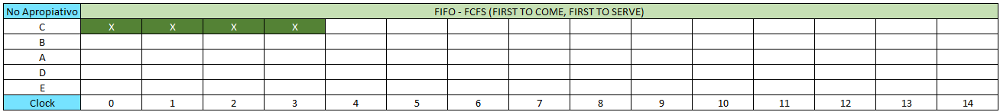 No Apropiativo FIFO - FCFS (FIRST TO COME, FIRST TO SERVE)
C X X X X
B
A
D
E
Clock 0 1 2 3 4 5 6 7 8 9 10 11 12 13 14